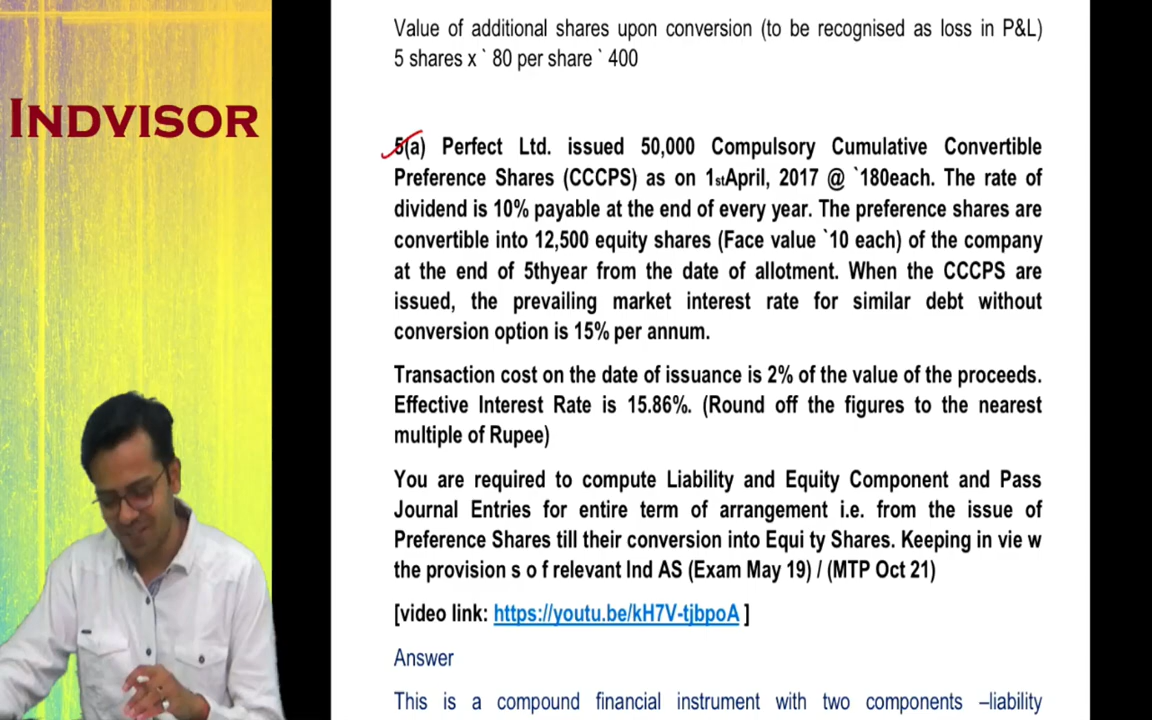 Value of additional shares upon conversion (to be recognised as loss in P&L)
5 shares x ` 80 per share ` 400
INDVISOR
5(a) Perfect Ltd. issued 50,000 Compulsory Cumulative Convertible
Preference Shares (CCCPS) as on 1stApril, 2017 @ `180each. The rate of
dividend is 10% payable at the end of every year. The preference shares are
convertible into 12,500 equity shares (Face value `10 each) of the company
at the end of 5thyear from the date of allotment. When the CCCPS are
issued, the prevailing market interest rate for similar debt without
conversion option is 15% per annum.
Transaction cost on the date of issuance is 2% of the value of the proceeds.
Effective Interest Rate is 15.86%. (Round off the figures to the nearest
multiple of Rupee)
You are required to compute Liability and Equity Component and Pass
Journal Entries for entire term of arrangement i.e. from the issue of
Preference Shares till their conversion into Equi ty Shares. Keeping in vie w
the provision s o f relevant Ind AS (Exam May 19) / (MTP Oct 21)
[video link: https://youtu.be/kH7V-tjbpoA ]
Answer
This is a compound financial instrument with two components –liability